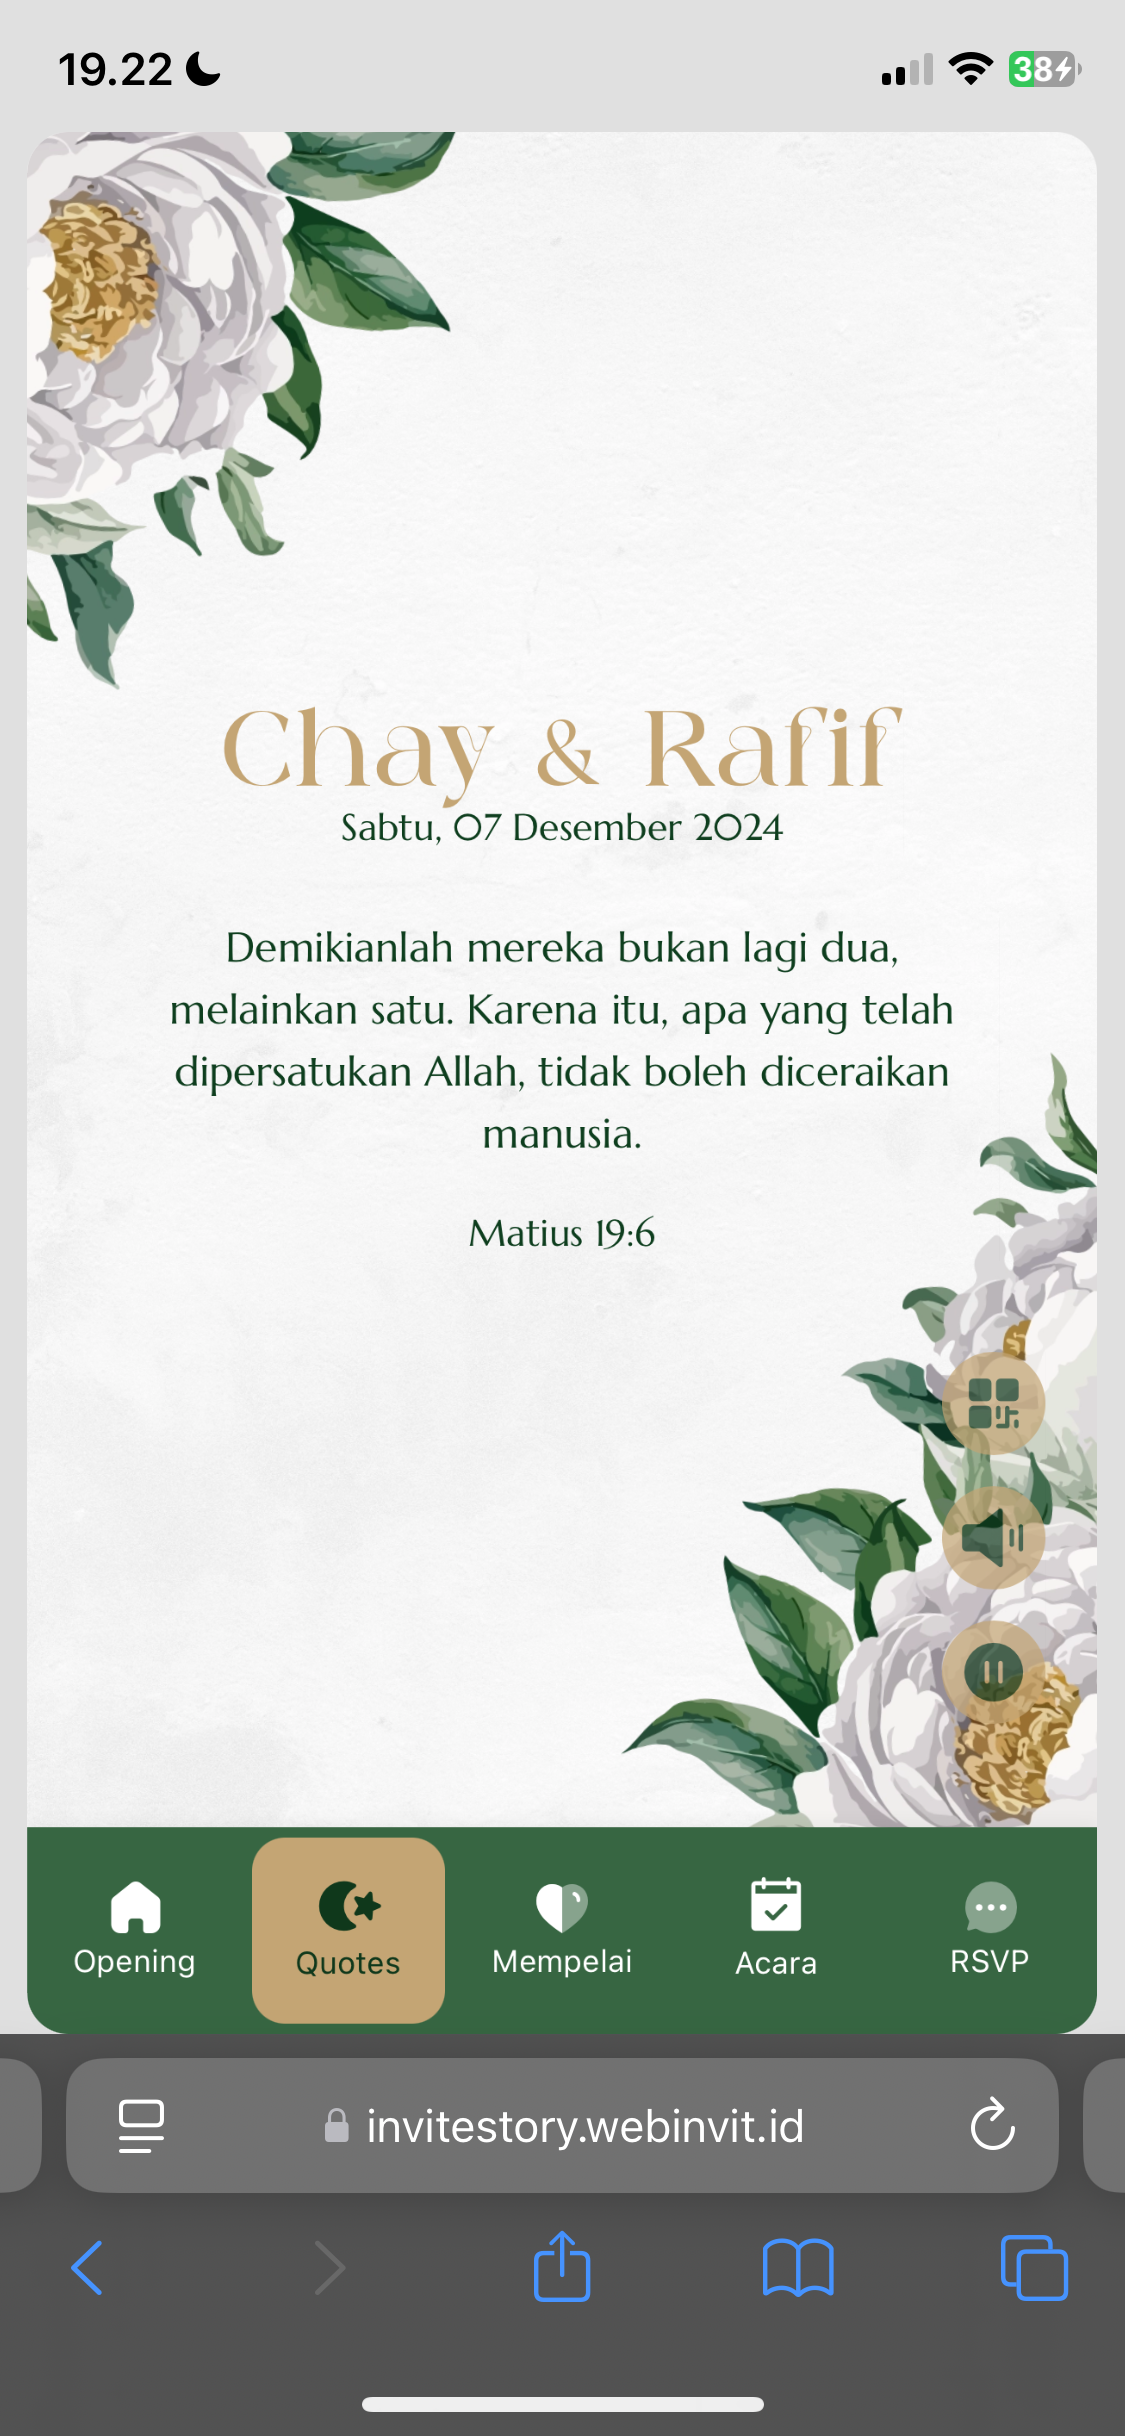 19.22
38
Chay & Rafif
Sabtu, 07 Desember 2024
Demikianlah mereka bukan lagi dua,
melainkan satu. Karena itu, apa yang telah
dipersatukan Allah, tidak boleh diceraikan
manusia.
Matius 19:6
Opening
Quotes
Mempelai
Acara
RSVP
invitestory.webinvit.id